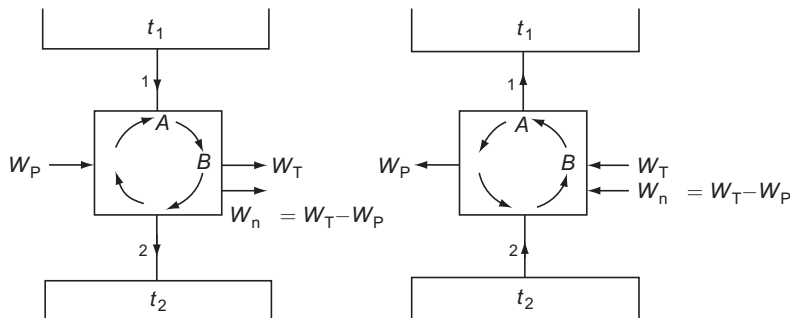 t1 t1
1 1
A A
WP B WT WP B WT
Wn = WT–WP Wn = WT–WP
2 2
t2 t2